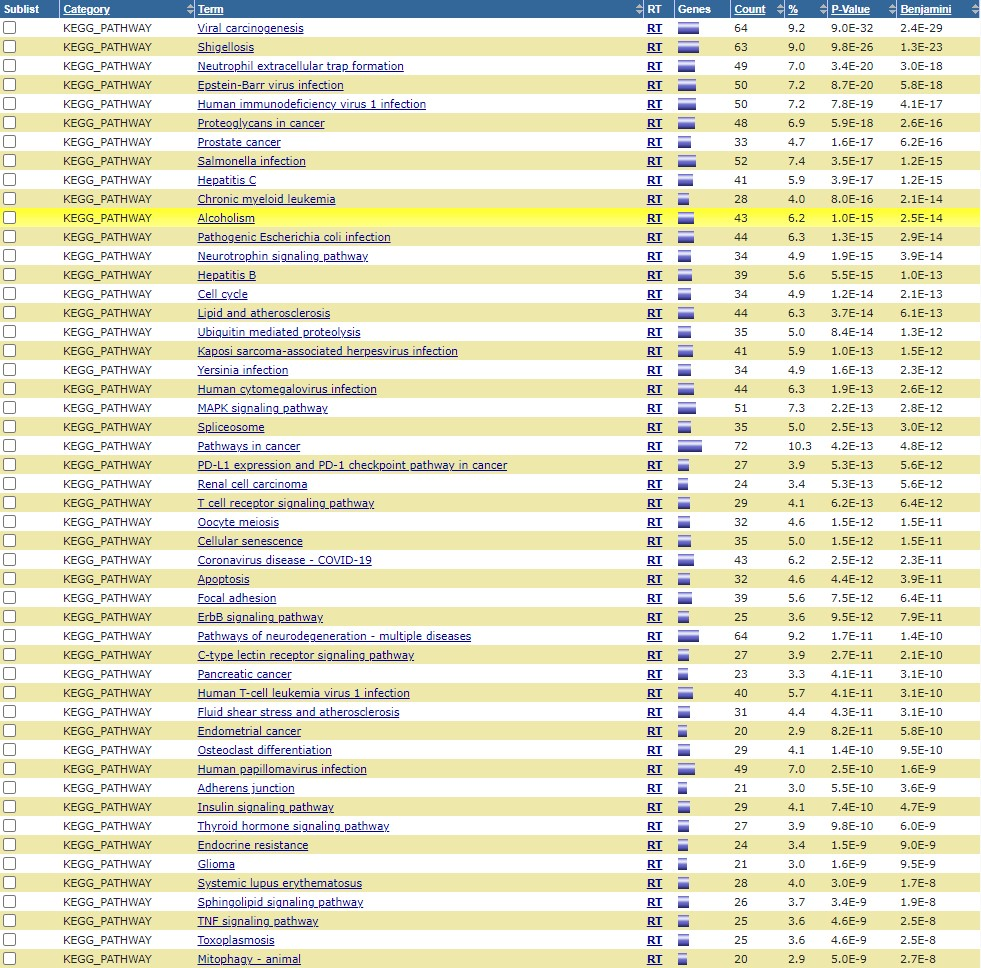 Sublist Category Term RT Genes Count % P-Value Benjamini
KEGG_PATHWAY Viral carcinogenesis RT 64 9.2 9.0E-32 2.4E-29
KEGG_PATHWAY Shigellosis RT 63 9.0 9.8E-26 1.3E-23
KEGG_PATHWAY Neutrophil extracellular trap formation RT 49 7.0 3.4E-20 3.0E-18
KEGG_PATHWAY Epstein-Barr virus infection RT 50 7.2 8.7E-20 5.8E-18
KEGG_PATHWAY Human immunodeficiency virus 1 infection RT 50 7.2 7.8E-19 4.1E-17
KEGG_PATHWAY Proteoglycans in cancer RT 48 6.9 5.9E-18 2.6E-16
KEGG_PATHWAY Prostate cancer RT 33 4.7 1.6E-17 6.2E-16
KEGG_PATHWAY Salmonella infection RT 52 7.4 3.5E-17 1.2E-15
KEGG_PATHWAY Hepatitis C RT 41 5.9 3.9E-17 1.2E-15
KEGG_PATHWAY Chronic myeloid leukemia RT 28 4.0 8.0E-16 2.1E-14
KEGG_PATHWAY Alcoholism RT 43 6.2 1.0E-15 2.5E-14
KEGG_PATHWAY Pathogenic Escherichia coli infection RT 44 6.3 1.3E-15 2.9E-14
KEGG_PATHWAY Neurotrophin signaling pathway RT 34 4.9 1.9E-15 3.9E-14
KEGG_PATHWAY Hepatitis B RT 39 5.6 5.5E-15 1.0E-13
KEGG_PATHWAY Cell cycle RT 34 4.9 1.2E-14 2.1E-13
KEGG_PATHWAY Lipid and atherosclerosis RT 44 6.3 3.7E-14 6.1E-13
KEGG_PATHWAY Ubiquitin mediated proteolysis RT 35 5.0 8.4E-14 1.3E-12
KEGG_PATHWAY Kaposi sarcoma-associated herpesvirus infection RT 41 5.9 1.0E-13 1.5E-12
KEGG_PATHWAY Yersinia infection RT 34 4.9 1.6E-13 2.3E-12
KEGG_PATHWAY Human cytomegalovirus infection RT 44 6.3 1.9E-13 2.6E-12
KEGG_PATHWAY MAPK signaling pathway RT 51 7.3 2.2E-13 2.8E-12
KEGG_PATHWAY Spliceosome RT 35 5.0 2.5E-13 3.0E-12
KEGG_PATHWAY Pathways in cancer RT 72 10.3 4.2E-13 4.8E-12
KEGG_PATHWAY PD-L1 expression and PD-1 checkpoint pathway in cancer RT 27 3.9 5.3E-13 5.6E-12
KEGG_PATHWAY Renal cell carcinoma RT 24 3.4 5.3E-13 5.6E-12
KEGG_PATHWAY T cell receptor signaling pathway RT 29 4.1 6.2E-13 6.4E-12
KEGG_PATHWAY Oocyte meiosis RT 32 4.6 1.5E-12 1.5E-11
KEGG_PATHWAY Cellular senescence RT 35 5.0 1.5E-12 1.5E-11
KEGG_PATHWAY Coronavirus disease - COVID-19 RT 43 6.2 2.5E-12 2.3E-11
KEGG_PATHWAY Apoptosis RT 32 4.6 4.4E-12 3.9E-11
KEGG_PATHWAY Focal adhesion RT 39 5.6 7.5E-12 6.4E-11
KEGG_PATHWAY ErbB signaling pathway RT 25 3.6 9.5E-12 7.9E-11
KEGG_PATHWAY Pathways of neurodegeneration - multiple diseases RT 64 9.2 1.7E-11 1.4E-10
KEGG_PATHWAY C-type lectin receptor signaling pathway RT 27 3.9 2.7E-11 2.1E-10
KEGG_PATHWAY Pancreatic cancer RT 23 3.3 4.1E-11 3.1E-10
KEGG_PATHWAY Human T-cell leukemia virus 1 infection RT 40 5.7 4.1E-11 3.1E-10
KEGG_PATHWAY Fluid shear stress and atherosclerosis RT 31 4.4 4.3E-11 3.1E-10
KEGG_PATHWAY Endometrial cancer RT 20 2.9 8.2E-11 5.8E-10
KEGG_PATHWAY Osteoclast differentiation RT 29 4.1 1.4E-10 9.5E-10
KEGG_PATHWAY Human papillomavirus infection RT 49 7.0 2.5E-10 1.6E-9
KEGG_PATHWAY Adherens junction RT 21 3.0 5.5E-10 3.6E-9
KEGG_PATHWAY Insulin signaling pathway RT 29 4.1 7.4E-10 4.7E-9
KEGG_PATHWAY Thyroid hormone signaling pathway RT 27 3.9 9.8E-10 6.0E-9
KEGG_PATHWAY Endocrine resistance RT 24 3.4 1.5E-9 9.0E-9
KEGG_PATHWAY Glioma RT 21 3.0 1.6E-9 9.5E-9
KEGG_PATHWAY Systemic lupus erythematosus RT 28 4.0 3.0E-9 1.7E-8
KEGG_PATHWAY Sphingolipid signaling pathway RT 26 3.7 3.4E-9 1.9E-8
KEGG_PATHWAY TNF signaling pathway RT 25 3.6 4.6E-9 2.5E-8
KEGG_PATHWAY Toxoplasmosis RT 25 3.6 4.6E-9 2.5E-8
KEGG_PATHWAY Mitophagy - animal RT 20 2.9 5.0E-9 2.7E-8